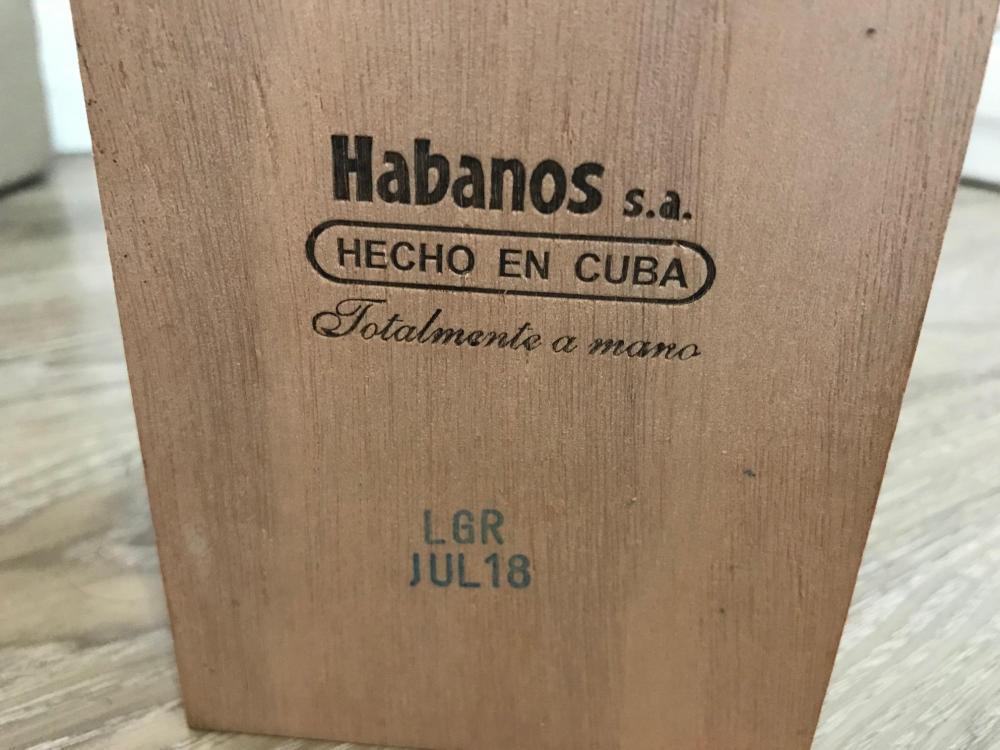 Habanos s.a.
HECHO EN CUBA
Totalmente a mano
LGR
JUL18